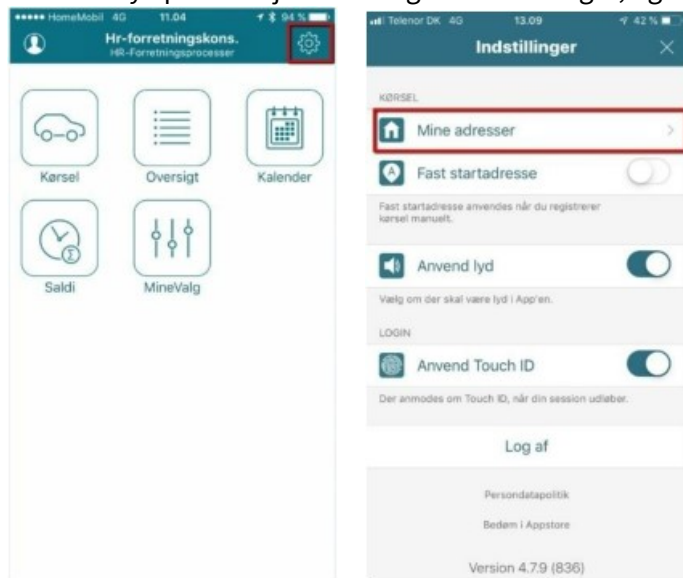 HomeMobil 4G 11.04 94 %
Hr-forretningskons.
HR-Forretningsprocesser
Kørsel Oversigt Kalender
Saldi MineValg
Telenor DK 4G 13.09 42 %
Indstillinger
KØRSEL
Mine adresser
A Fast startadresse
Fast startadresse anvendes når du registrerer
kørsel manuelt.
Anvend lyd
Vælg om der skal være lyd i App'en.
LOGIN
Anvend Touch ID
Der anmodes om Touch ID, når din session udløber.
Log af
Persondatapolitik
Bedøm i Appstore
Version 4.7.9 (836)